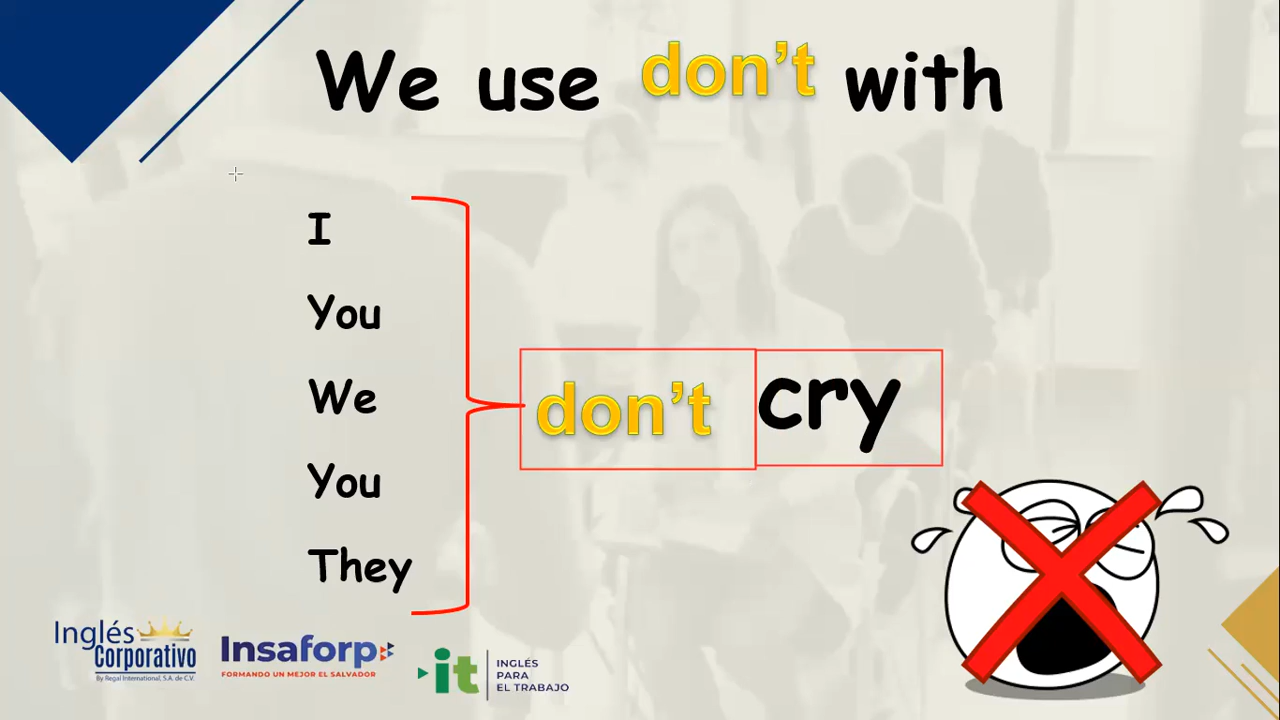 We use don't with
I
You
We
You
They
don't cry
Inglés
Corporativo
By Regal International, S.A. de C.V.
Insaforp
FORMANDO UN MEJOR EL SALVADOR
it
INGLÉS
PARA
EL TRABAJO